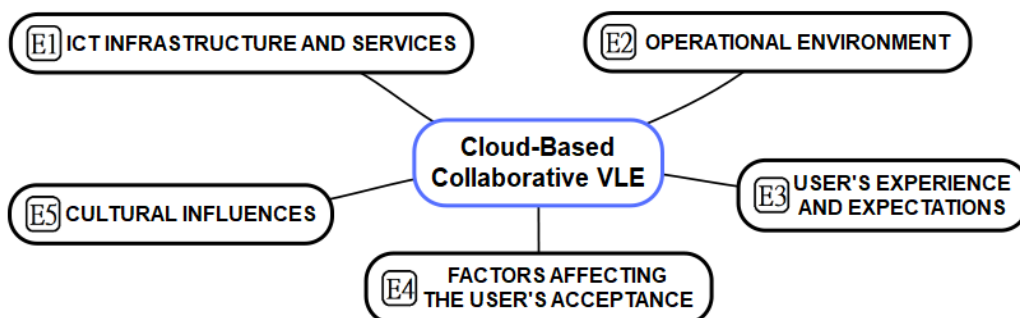 E1 ICT INFRASTRUCTURE AND SERVICES
E2 OPERATIONAL ENVIRONMENT
Cloud-Based
Collaborative VLE
E3 USER'S EXPERIENCE
AND EXPECTATIONS
E5 CULTURAL INFLUENCES
E4 FACTORS AFFECTING
THE USER'S ACCEPTANCE